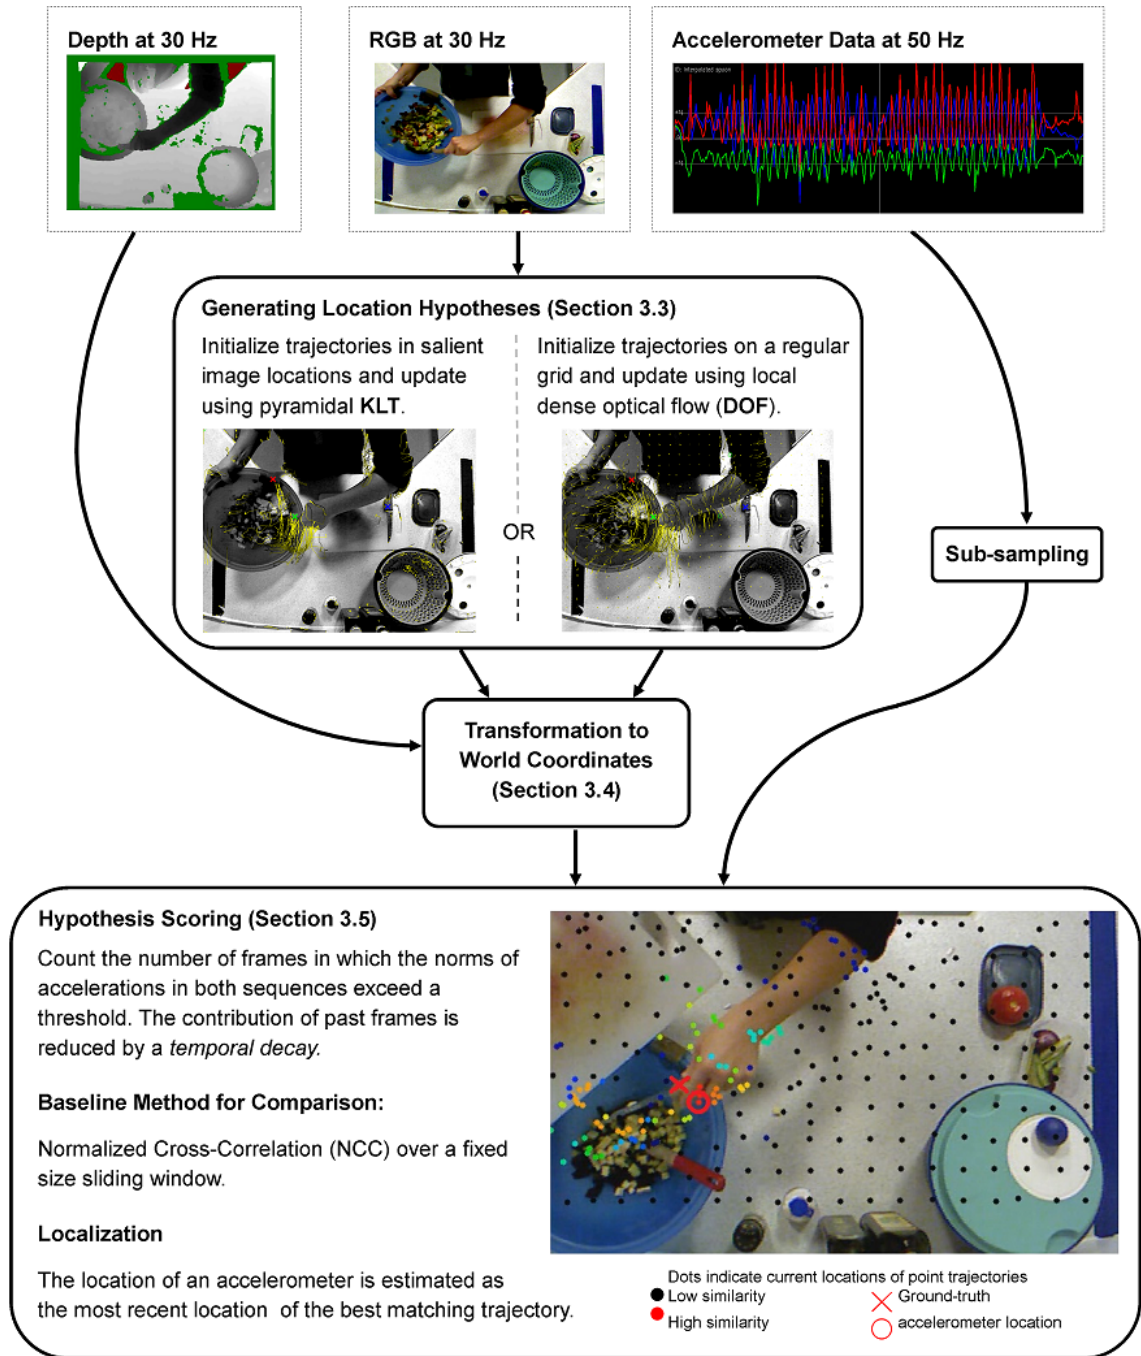 Depth at 30 Hz
RGB at 30 Hz
Accelerometer Data at 50 Hz
Generating Location Hypotheses (Section 3.3)
Initialize trajectories in salient
image locations and update
using pyramidal KLT.
Initialize trajectories on a regular
grid and update using local
dense optical flow (DOF).
OR
Sub-sampling
Transformation to
World Coordinates
(Section 3.4)
Hypothesis Scoring (Section 3.5)
Count the number of frames in which the norms of
accelerations in both sequences exceed a
threshold. The contribution of past frames is
reduced by a temporal decay.
Baseline Method for Comparison:
Normalized Cross-Correlation (NCC) over a fixed
size sliding window.
Localization
The location of an accelerometer is estimated as
the most recent location of the best matching trajectory.
Dots indicate current locations of point trajectories
Low similarity
High similarity
Ground-truth
accelerometer location